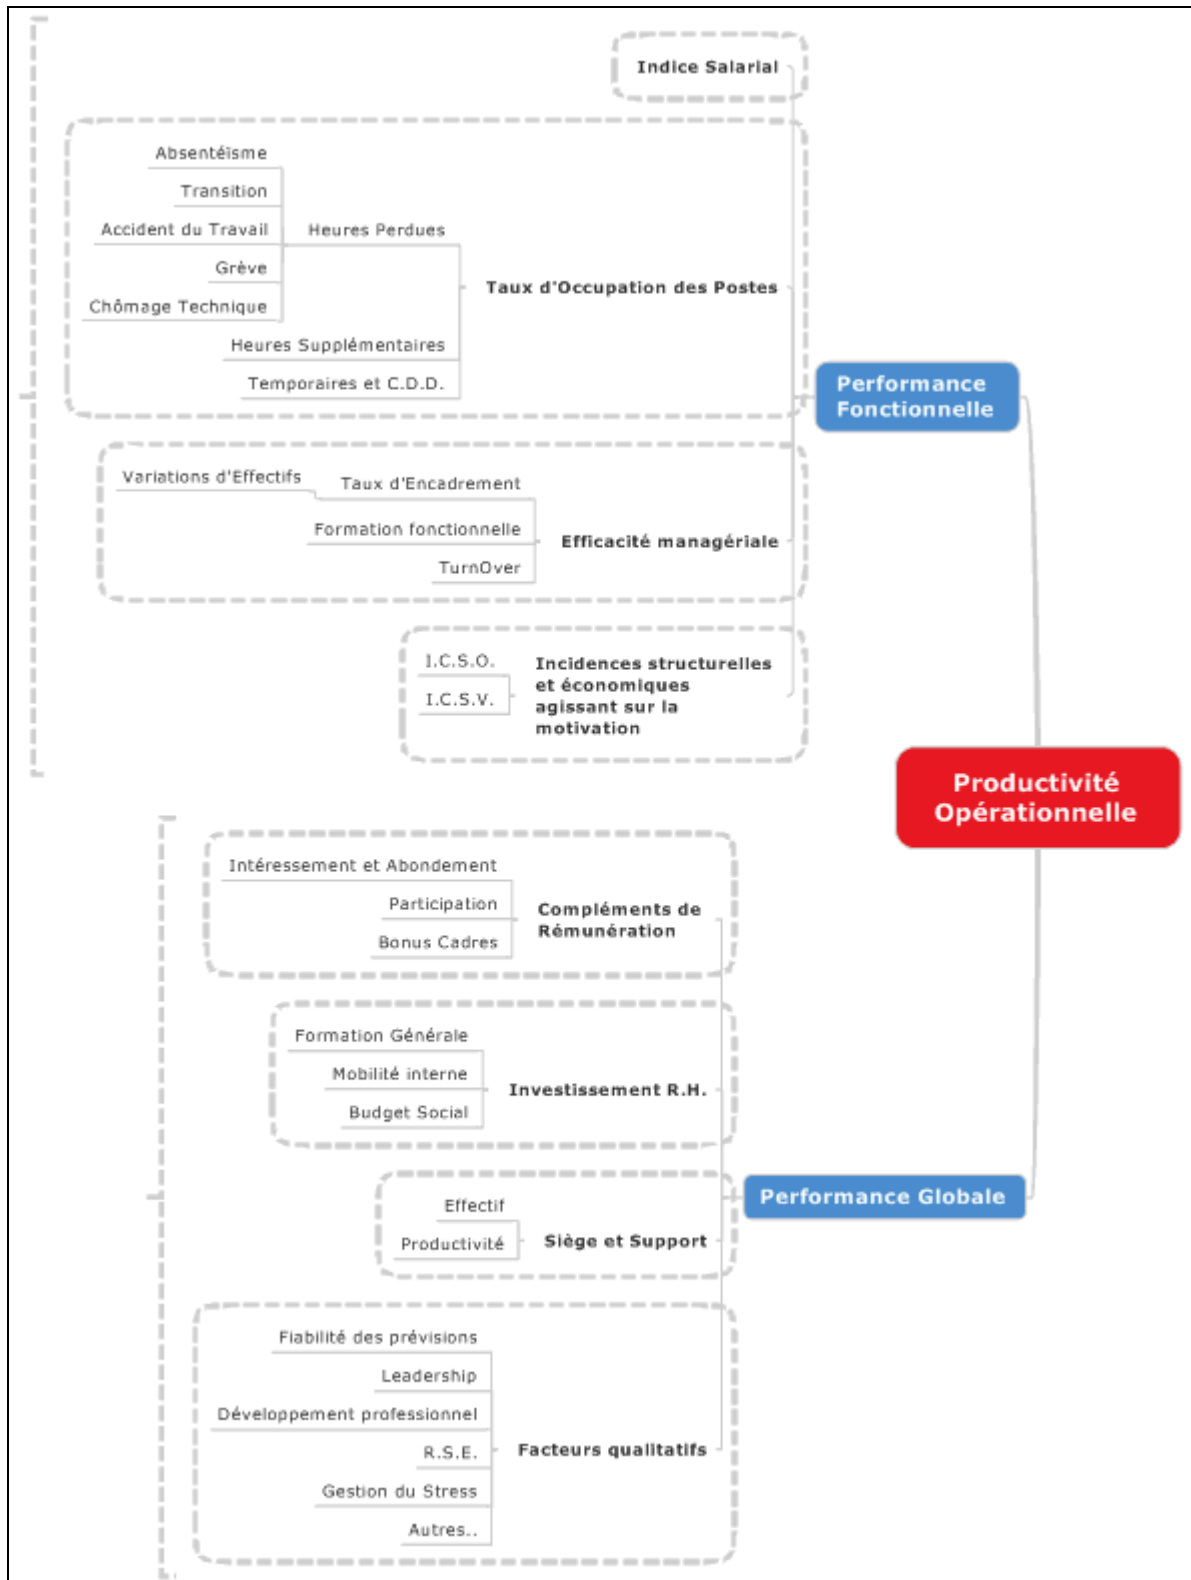 Indice Salarial
Absentéïsme
Transition
Accident du Travail
Heures Perdues
Grève
Taux d'Occupation des Postes
Chômage Technique
Heures Supplémentaires
Temporaires et C.D.D.
Performance
Fonctionnelle
Variations d'Effectifs
Taux d'Encadrement
Formation fonctionnelle
Efficacité managériale
TurnOver
I.C.S.O.
I.C.S.V.
Incidences structurelles
et économiques
agissant sur la
motivation
Productivité
Opérationnelle
Intéressement et Abondement
Participation
Bonus Cadres
Compléments de
Rémunération
Formation Générale
Mobilité interne
Investissement R.H.
Budget Social
Performance Globale
Effectif
Productivité
Siège et Support
Fiabilité des prévisions
Leadership
Développement professionnel
R.S.E.
Facteurs qualitatifs
Gestion du Stress
Autres..